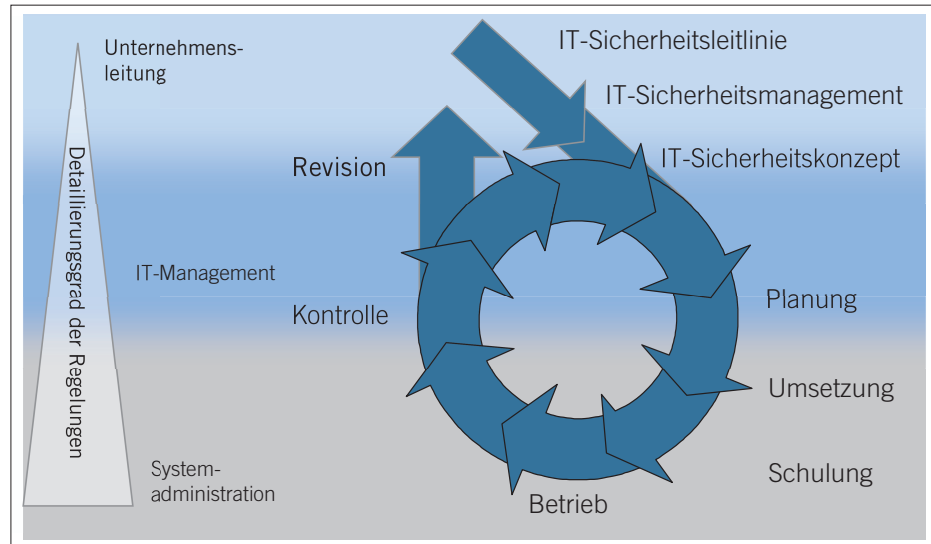 Unternehmens-
leitung
IT-Sicherheitsleitlinie
IT-Sicherheitsmanagement
IT-Sicherheitskonzept
Revision
Detaillierungsgrad der Regelungen
IT-Management
Kontrolle
Planung
Umsetzung
Schulung
System-
administration
Betrieb